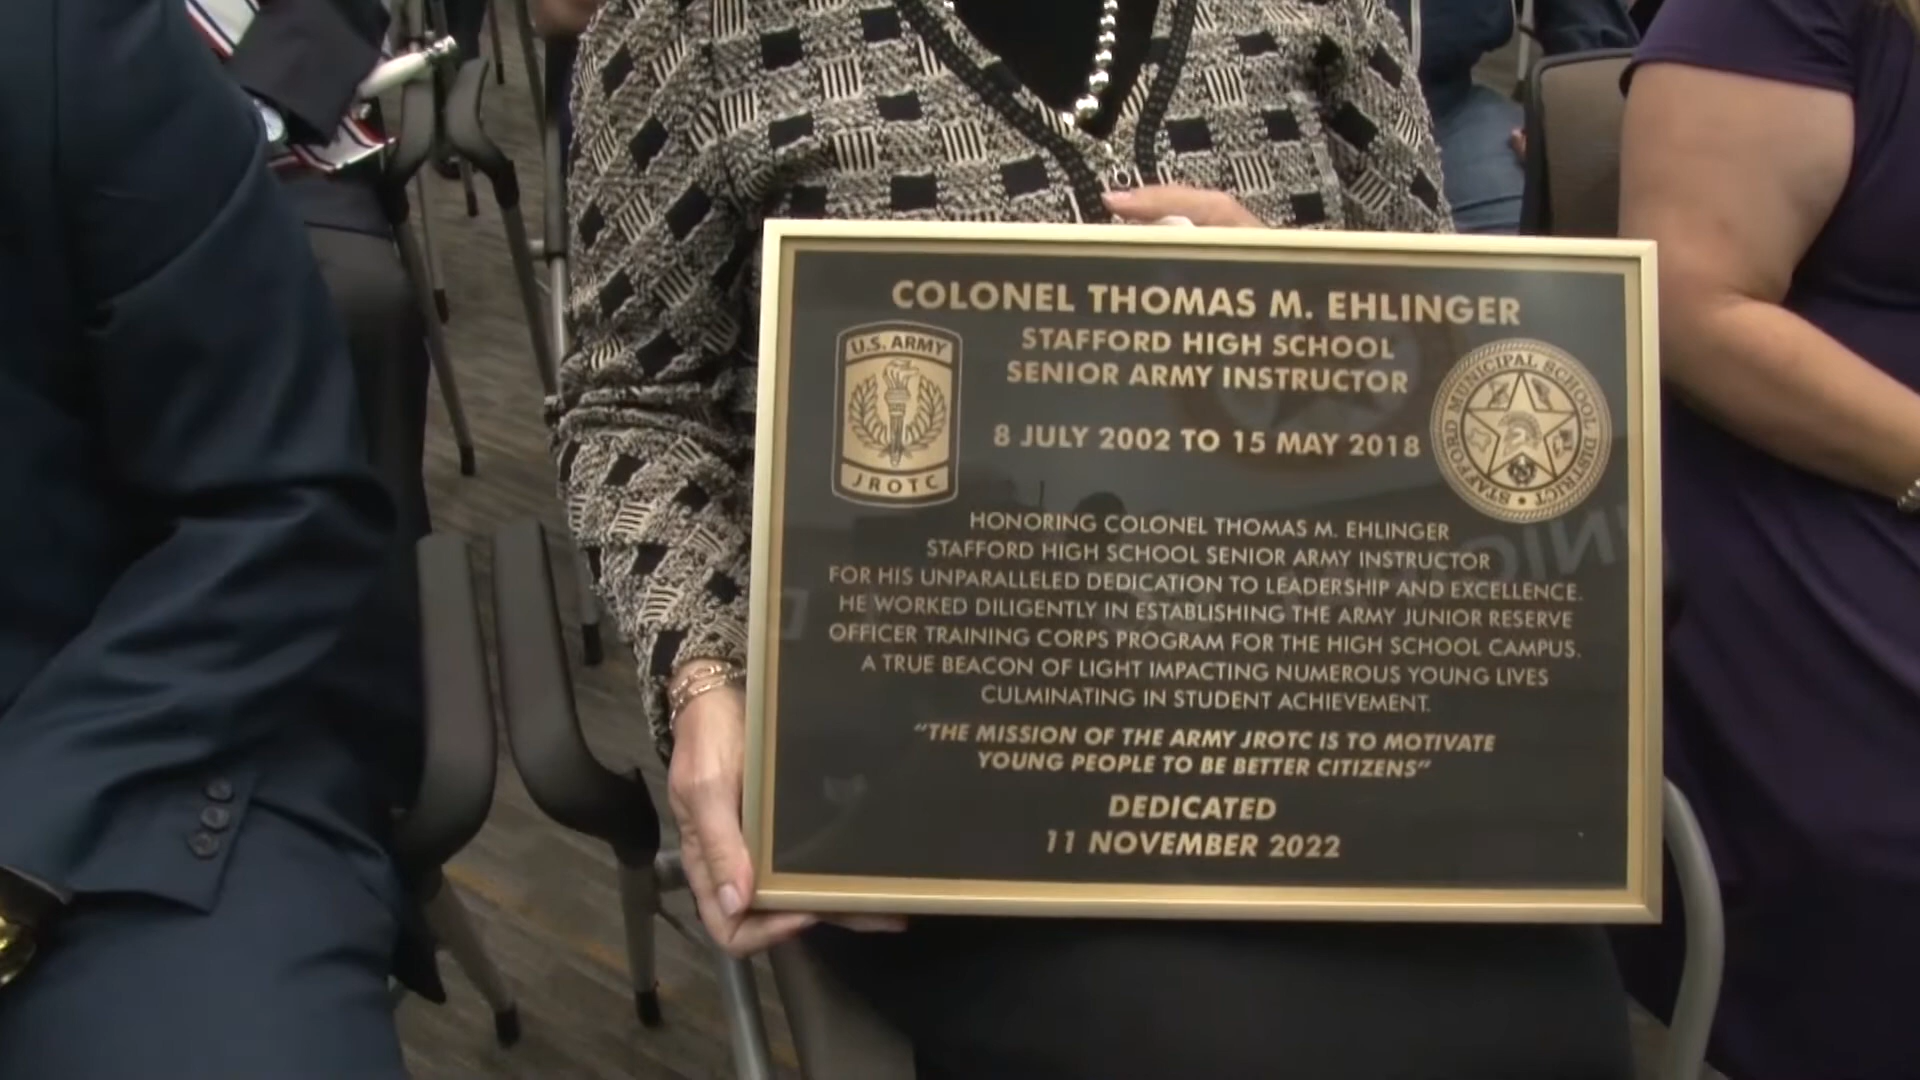 COLONEL THOMAS M. EHLINGER
STAFFORD HIGH SCHOOL
SENIOR ARMY INSTRUCTOR
8 JULY 2002 TO 15 MAY 2018
U.S. ARMY
JROTC
STAFFORD MUNICIPAL SCHOOL DISTRICT
HONORING COLONEL THOMAS M. EHLINGER
STAFFORD HIGH SCHOOL SENIOR ARMY INSTRUCTOR
FOR HIS UNPARALLELED DEDICATION TO LEADERSHIP AND EXCELLENCE.
HE WORKED DILIGENTLY IN ESTABLISHING THE ARMY JUNIOR RESERVE
OFFICER TRAINING CORPS PROGRAM FOR THE HIGH SCHOOL CAMPUS.
A TRUE BEACON OF LIGHT IMPACTING NUMEROUS YOUNG LIVES
CULMINATING IN STUDENT ACHIEVEMENT.
“THE MISSION OF THE ARMY JROTC IS TO MOTIVATE
YOUNG PEOPLE TO BE BETTER CITIZENS”
DEDICATED
11 NOVEMBER 2022